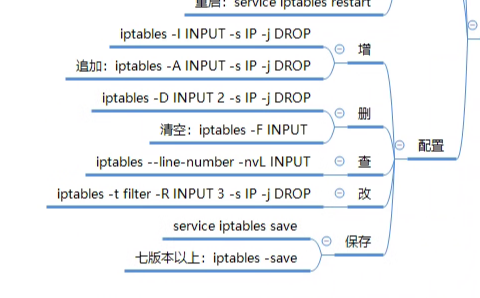 重启：service iptables restart
iptables -I INPUT -s IP -j DROP
增
追加：iptables -A INPUT -s IP -j DROP
iptables -D INPUT 2 -s IP -j DROP
删
清空：iptables -F INPUT
配置
iptables --line-number -nvL INPUT
查
iptables -t filter -R INPUT 3 -s IP -j DROP
改
service iptables save
保存
七版本以上：iptables -save